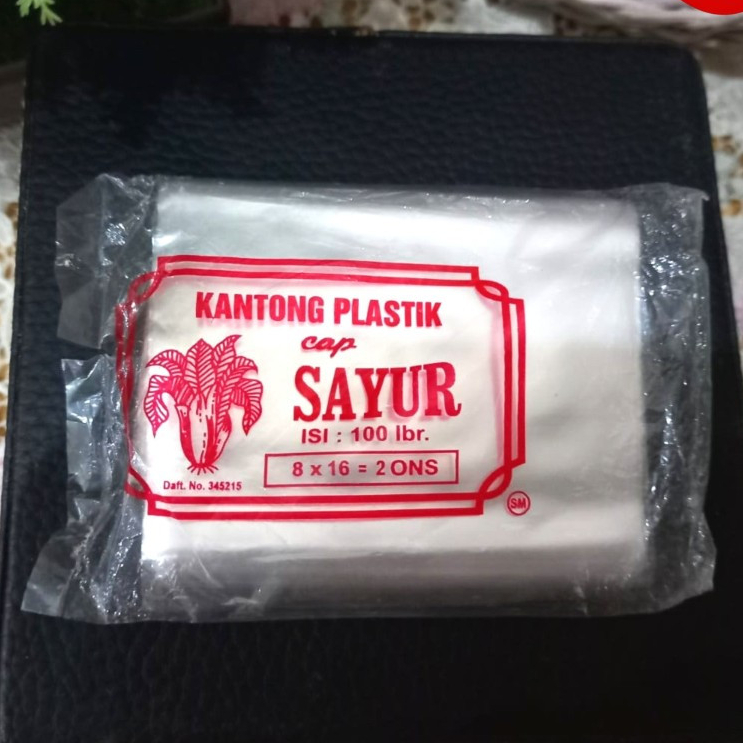 KANTONG PLASTIK
cap
SAYUR
ISI : 100 lbr.
8 x 16 = 2 ONS
Daft. No. 345215
SM